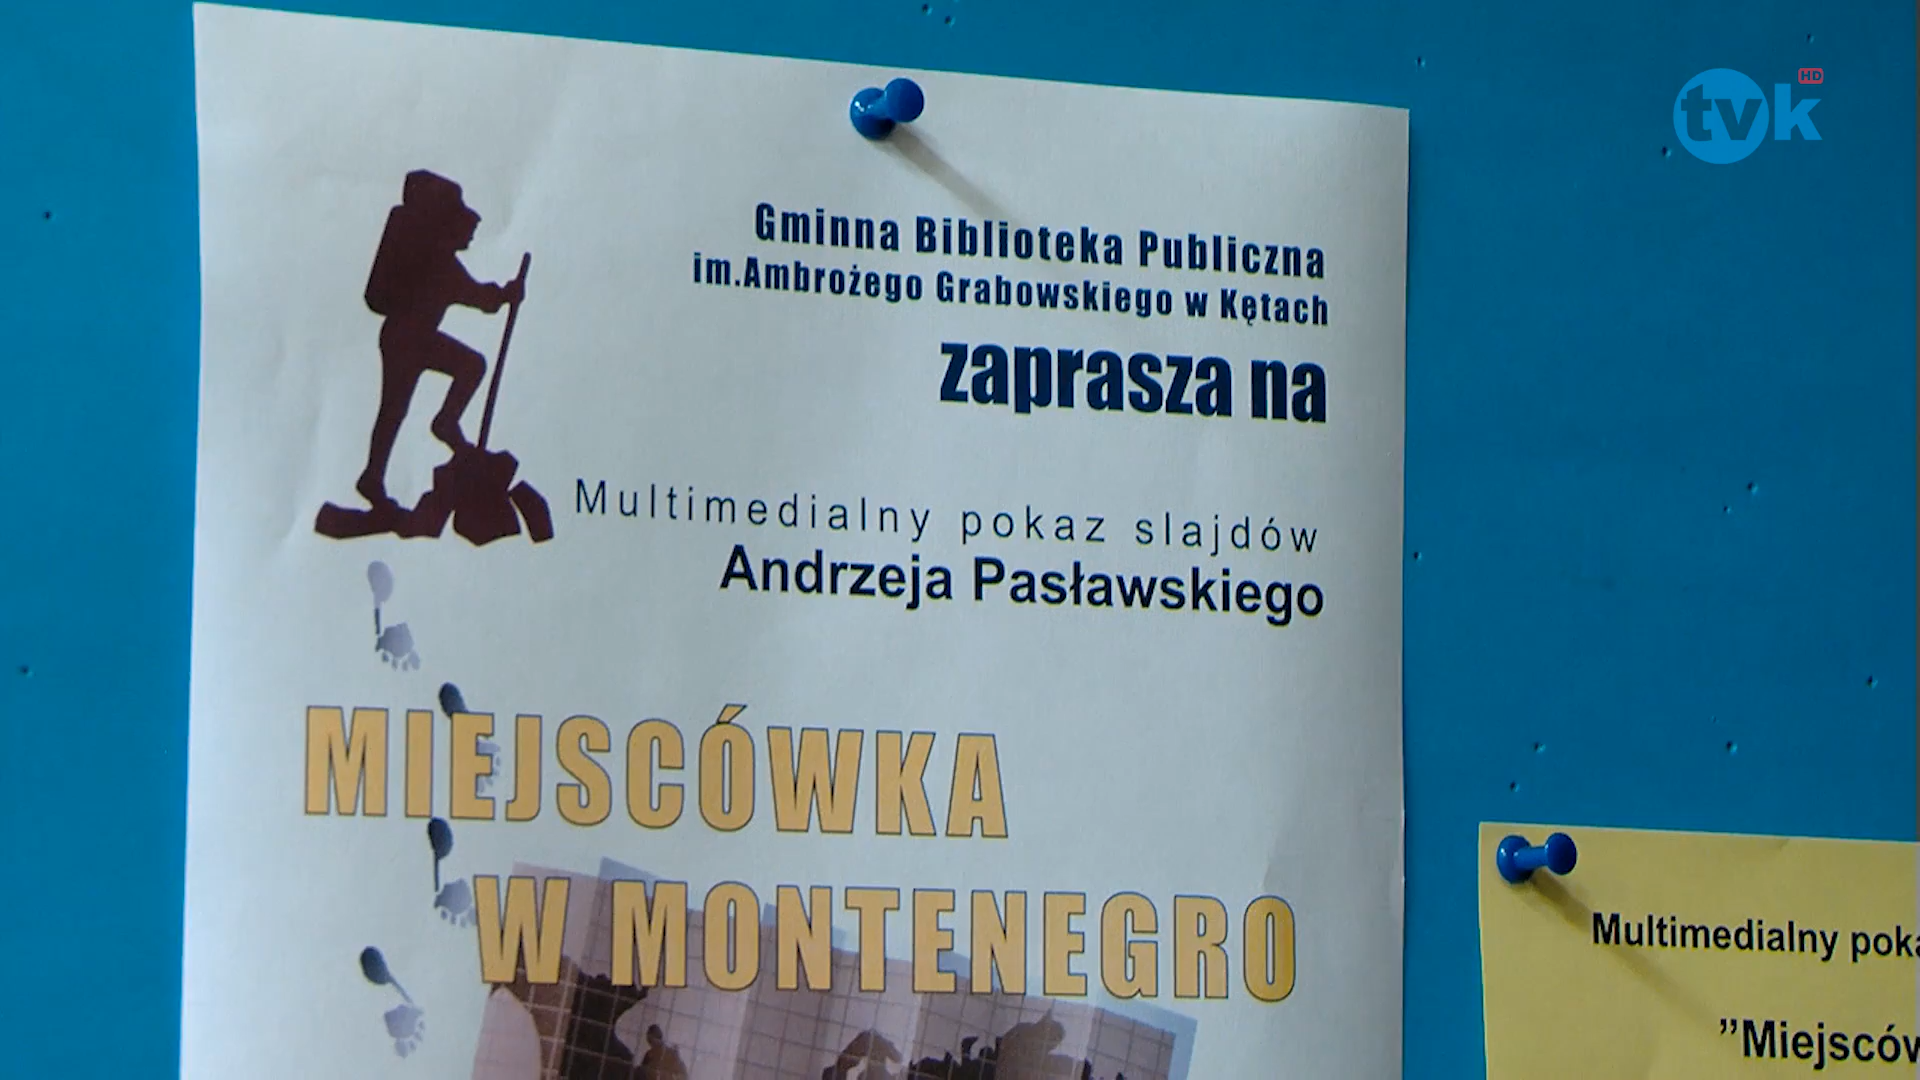 tvk HD
Gminna Biblioteka Publiczna
im.Ambrożego Grabowskiego w Kętach
zaprasza na
Multimedialny pokaz slajdów
Andrzeja Pasławskiego
MIEJSCÓWKA
W MONTENEGRO
Multimedialny poka
”Miejsców